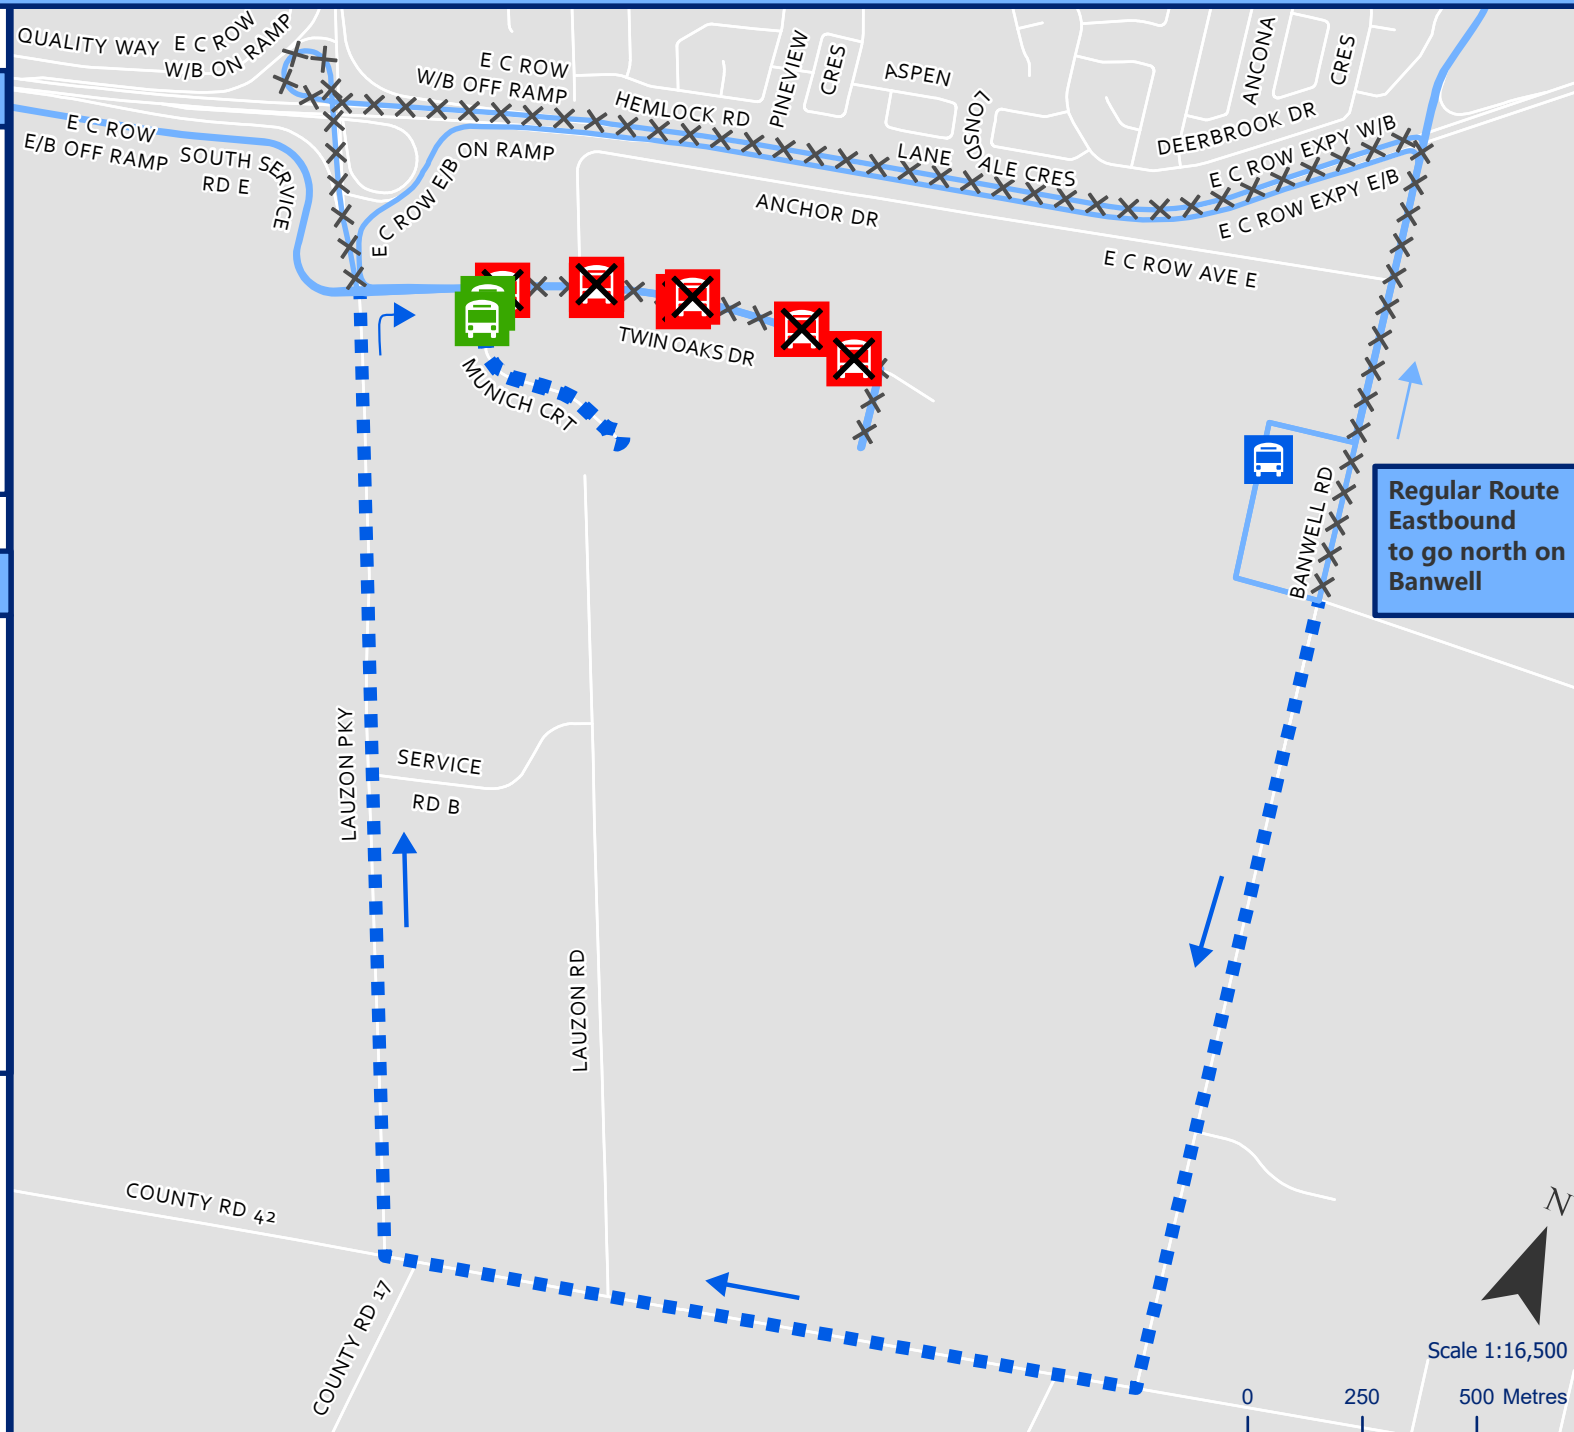 QUALITY WAY
E C ROW
W/B ON RAMP
E C ROW
W/B OFF RAMP
HEMLOCK RD
PINEVIEW
CRES
ASPEN
LANE
LONSDALE CRES
ANCONA
CRES
DEERBROOK DR
E C ROW EXPY W/B
E C ROW EXPY E/B
E C ROW
E/B OFF RAMP
SOUTH SERVICE
RD E
E C ROW E/B
ON RAMP
ANCHOR DR
E C ROW AVE E
TWIN OAKS DR
MUNICH CRT
BANWELL RD
Regular Route
Eastbound
to go north on
Banwell
LAUZON PKY
SERVICE
RD B
LAUZON RD
COUNTY RD 42
COUNTY RD 17
N
Scale 1:16,500
0 250 500 Metres